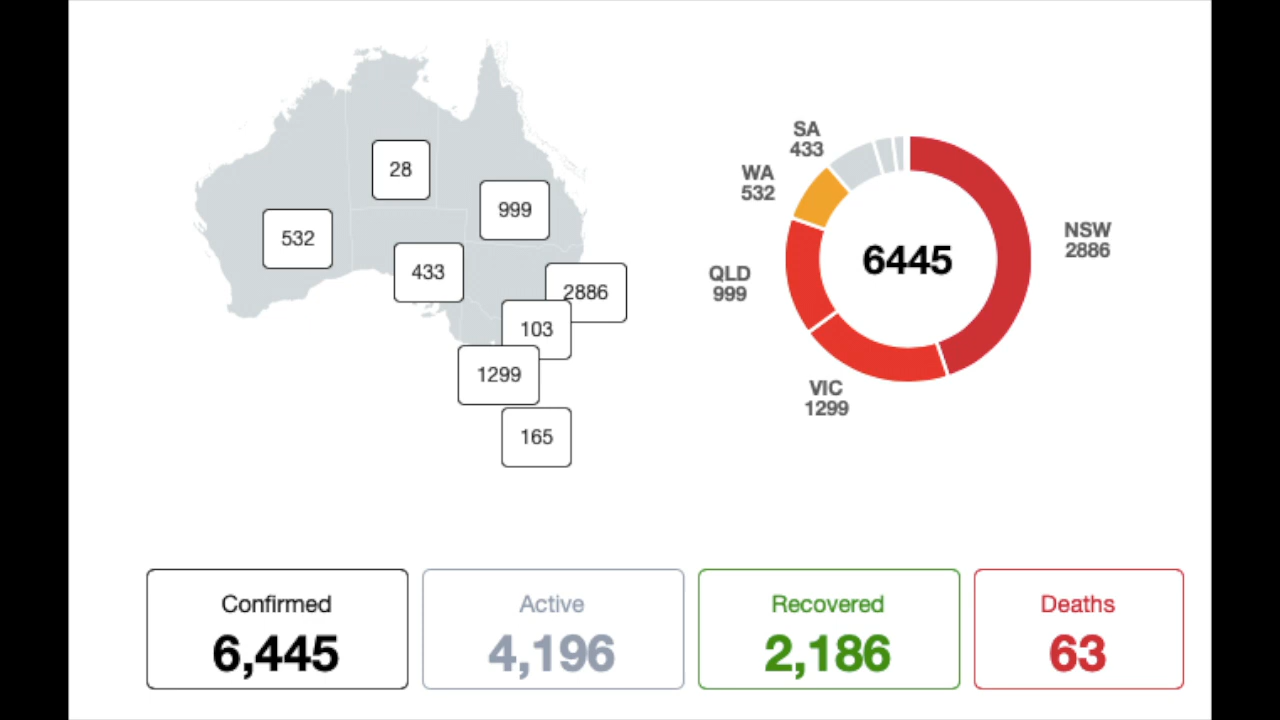 28
999
532
433
2886
103
1299
165
SA
433
WA
532
QLD
999
VIC
1299
NSW
2886
6445
Confirmed
6,445
Active
4,196
Recovered
2,186
Deaths
63